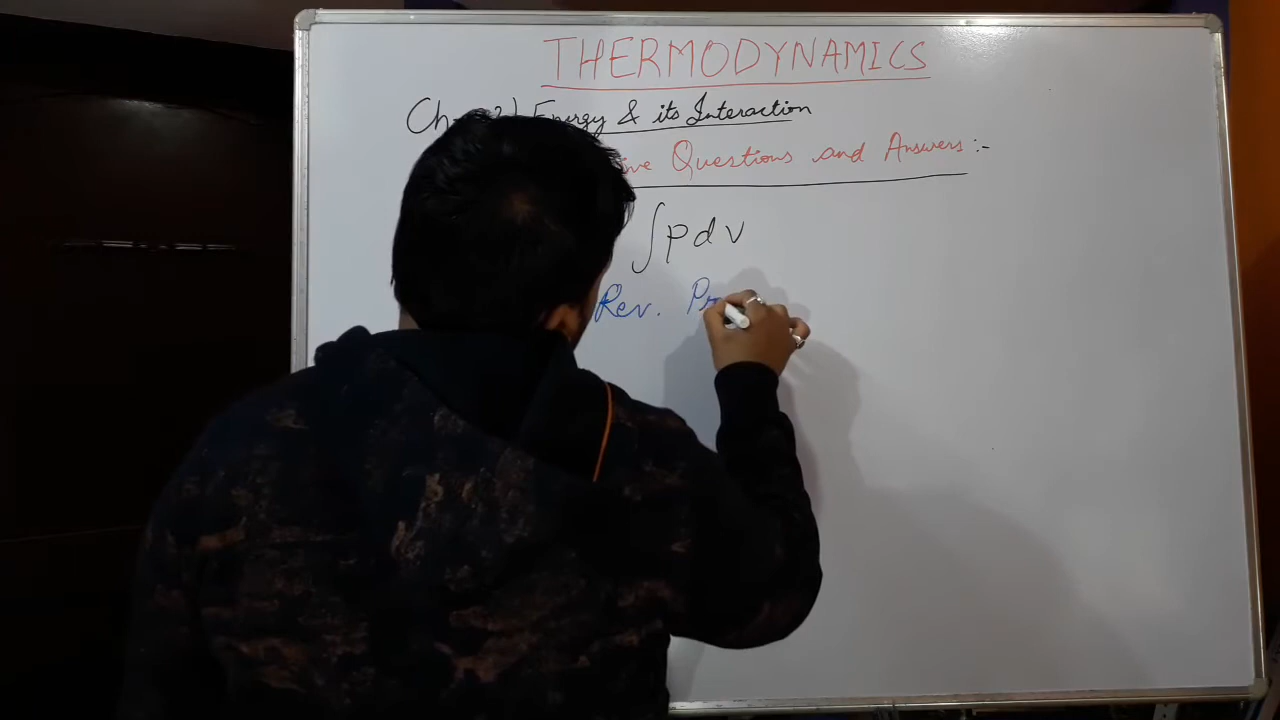 THERMODYNAMICS
Energy & its Interaction
Questions and Answers :-
∫pdv
Rev.